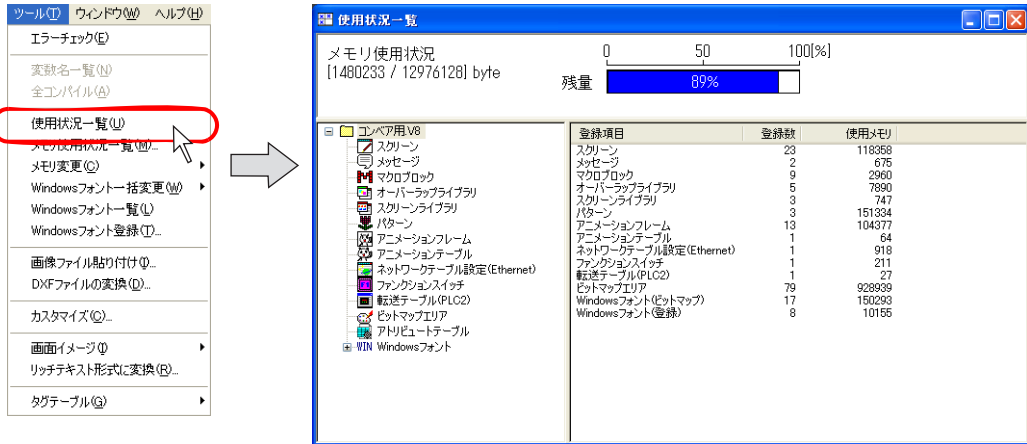 ツール(T) ウィンドウ(W) ヘルプ(H)
エラーチェック(E)
変数名一覧(N)
全コンパイル(A)
使用状況一覧(U)
メモリ使用状況一覧(M)...
メモリ変更(C)
Windowsフォント一括変更(W)
Windowsフォント一覧(L)
Windowsフォント登録(T)...
画像ファイル貼り付け(I)...
DXFファイルの変換(D)...
カスタマイズ(C)...
画面イメージ(I)
リッチテキスト形式に変換(R)...
タグテーブル(G)
使用状況一覧
メモリ使用状況
[1480233 / 12976128] byte
0 50 100[%]
残量 89%
コンベア用.V8
スクリーン
メッセージ
マクロブロック
オーバーラップライブラリ
スクリーンライブラリ
パターン
アニメーションフレーム
アニメーションテーブル
ネットワークテーブル設定(Ethernet)
ファンクションスイッチ
転送テーブル(PLC2)
ビットマップエリア
アトリビュートテーブル
WIN Windowsフォント
登録項目 登録数 使用メモリ
スクリーン 23 118358
メッセージ 2 675
マクロブロック 9 2960
オーバーラップライブラリ 5 7890
スクリーンライブラリ 3 747
パターン 3 151334
アニメーションフレーム 13 104377
アニメーションテーブル 1 64
ネットワークテーブル設定(Ethernet) 1 918
ファンクションスイッチ 1 211
転送テーブル(PLC2) 1 27
ビットマップエリア 79 928939
Windowsフォント(ビットマップ) 17 150293
Windowsフォント(登録) 8 10155